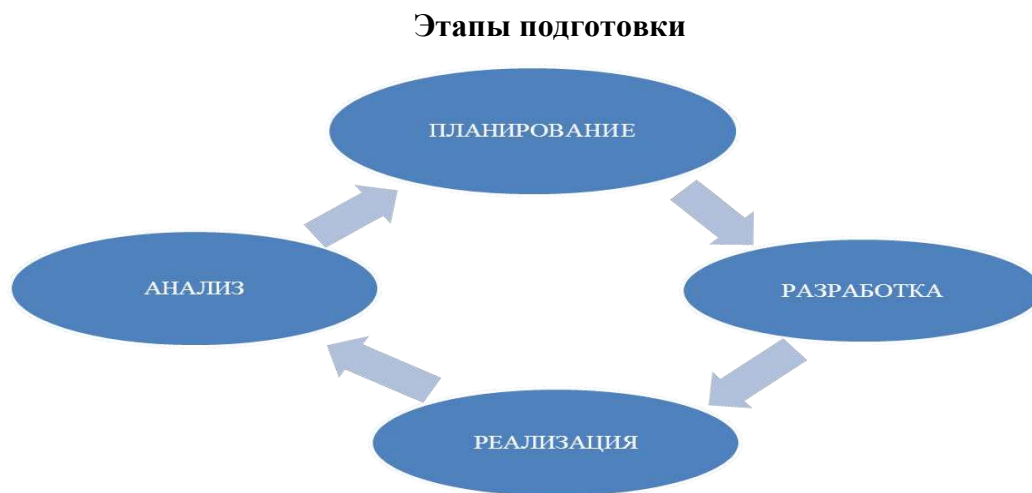 Этапы подготовки
ПЛАНИРОВАНИЕ
АНАЛИЗ
РАЗРАБОТКА
РЕАЛИЗАЦИЯ